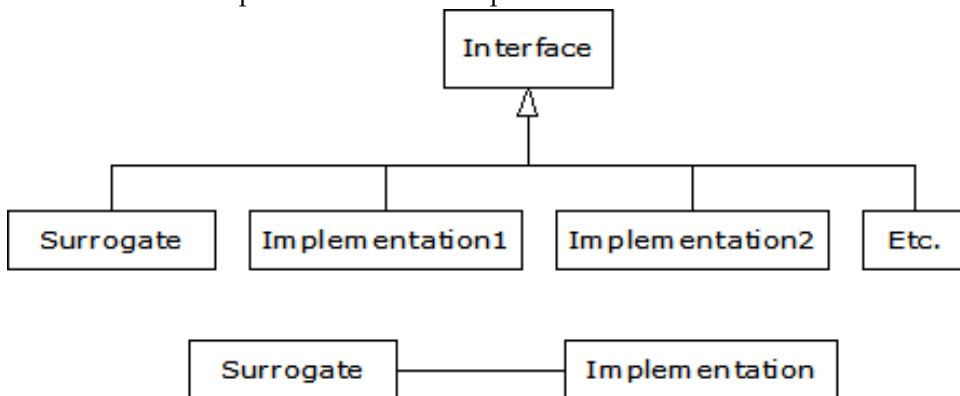 Interface
Surrogate Implementation1 Implementation2 Etc.
Surrogate Implementation